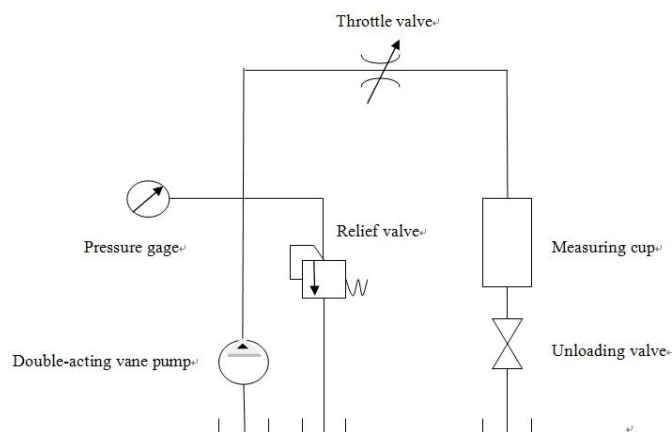 Throttle valve
Relief valve
Pressure gage
Measuring cup
Double-acting vane pump
Unloading valve